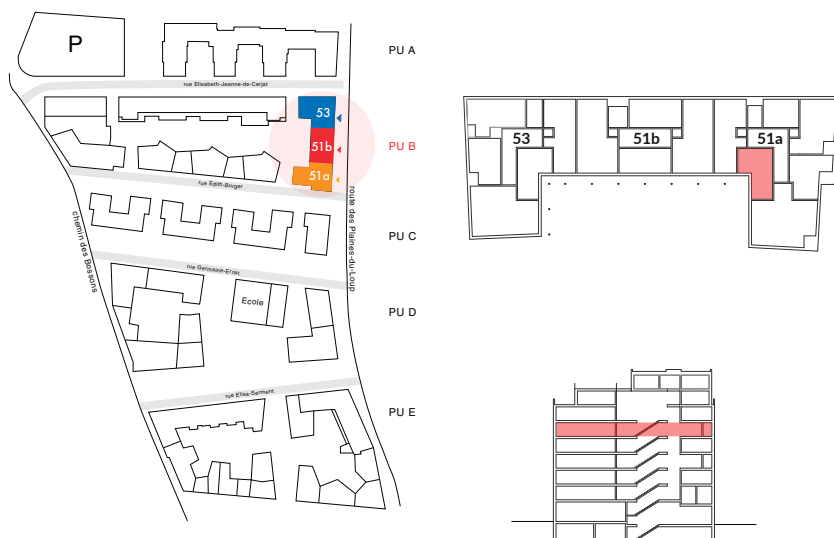 P
PU A
rue Elisabeth-Jeanne-de-Cerjat
53
51b
PU B
51a
rue Edith-Burger
route des Plaines-du-Loup
chemin des Bossons
PU C
rue Germaine-Ernst
Ecole
PU D
rue Elisa-Serment
PU E
53
51b
51a